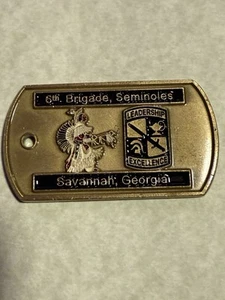 6th. Brigade, Seminoles
LEADERSHIP
EXCELLENCE
Savannah, Georgia